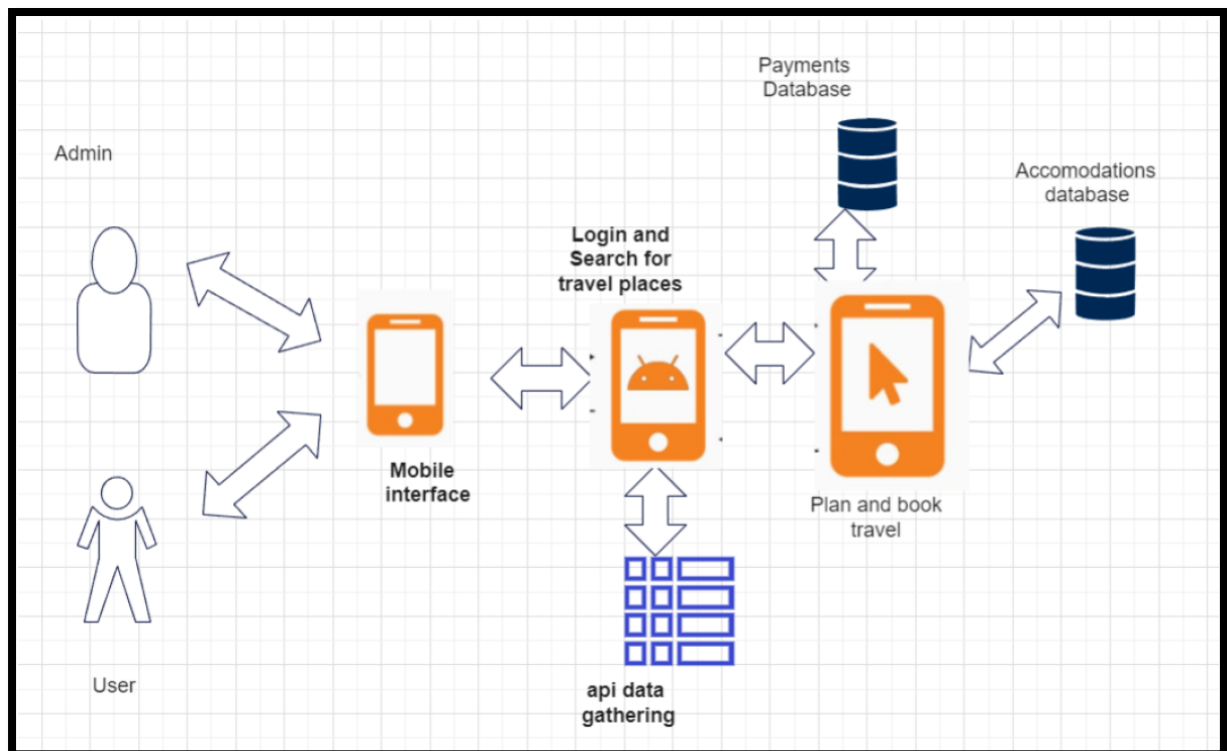 Payments
Database
Admin
Accomodations
database
Login and
Search for
travel places
Mobile
interface
Plan and book
travel
User
api data
gathering